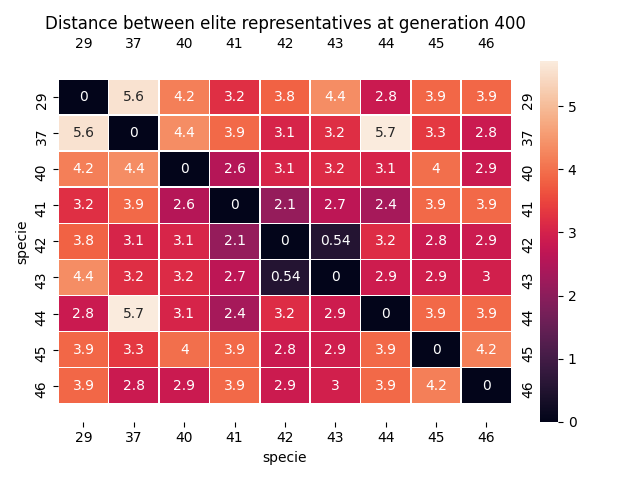 Distance between elite representatives at generation 400
29 37 40 41 42 43 44 45 46
29 0 5.6 4.2 3.2 3.8 4.4 2.8 3.9 3.9 29
37 5.6 0 4.4 3.9 3.1 3.2 5.7 3.3 2.8 37
40 4.2 4.4 0 2.6 3.1 3.2 3.1 4 2.9 40
41 3.2 3.9 2.6 0 2.1 2.7 2.4 3.9 3.9 41
42 3.8 3.1 3.1 2.1 0 0.54 3.2 2.8 2.9 42
43 4.4 3.2 3.2 2.7 0.54 0 2.9 2.9 3 43
44 2.8 5.7 3.1 2.4 3.2 2.9 0 3.9 3.9 44
45 3.9 3.3 4 3.9 2.8 2.9 3.9 0 4.2 45
46 3.9 2.8 2.9 3.9 2.9 3 3.9 4.2 0 46
29 37 40 41 42 43 44 45 46
specie
specie
5
4
3
2
1
0